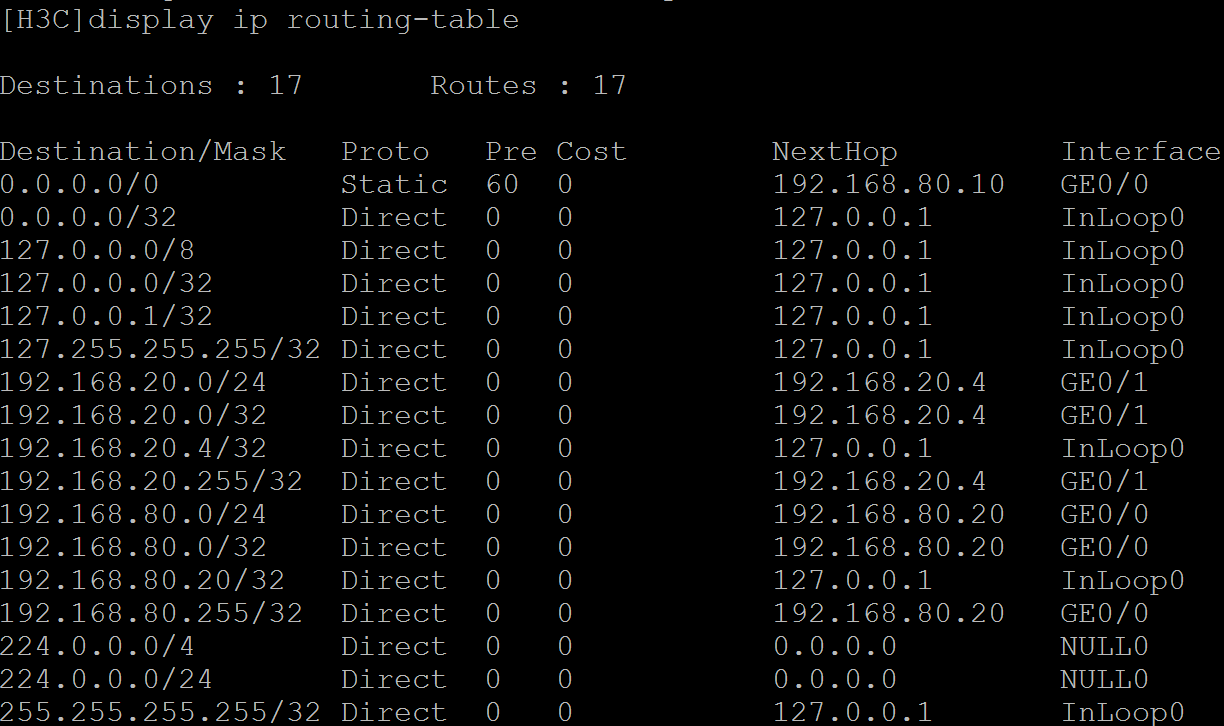 [H3C]display ip routing-table
Destinations : 17 Routes : 17
Destination/Mask Proto Pre Cost NextHop Interface
0.0.0.0/0 Static 60 0 192.168.80.10 GE0/0
0.0.0.0/32 Direct 0 0 127.0.0.1 InLoop0
127.0.0.0/8 Direct 0 0 127.0.0.1 InLoop0
127.0.0.0/32 Direct 0 0 127.0.0.1 InLoop0
127.0.0.1/32 Direct 0 0 127.0.0.1 InLoop0
127.255.255.255/32 Direct 0 0 127.0.0.1 InLoop0
192.168.20.0/24 Direct 0 0 192.168.20.4 GE0/1
192.168.20.0/32 Direct 0 0 192.168.20.4 GE0/1
192.168.20.4/32 Direct 0 0 127.0.0.1 InLoop0
192.168.20.255/32 Direct 0 0 192.168.20.4 GE0/1
192.168.80.0/24 Direct 0 0 192.168.80.20 GE0/0
192.168.80.0/32 Direct 0 0 192.168.80.20 GE0/0
192.168.80.20/32 Direct 0 0 127.0.0.1 InLoop0
192.168.80.255/32 Direct 0 0 192.168.80.20 GE0/0
224.0.0.0/4 Direct 0 0 0.0.0.0 NULL0
224.0.0.0/24 Direct 0 0 0.0.0.0 NULL0
255.255.255.255/32 Direct 0 0 127.0.0.1 InLoop0